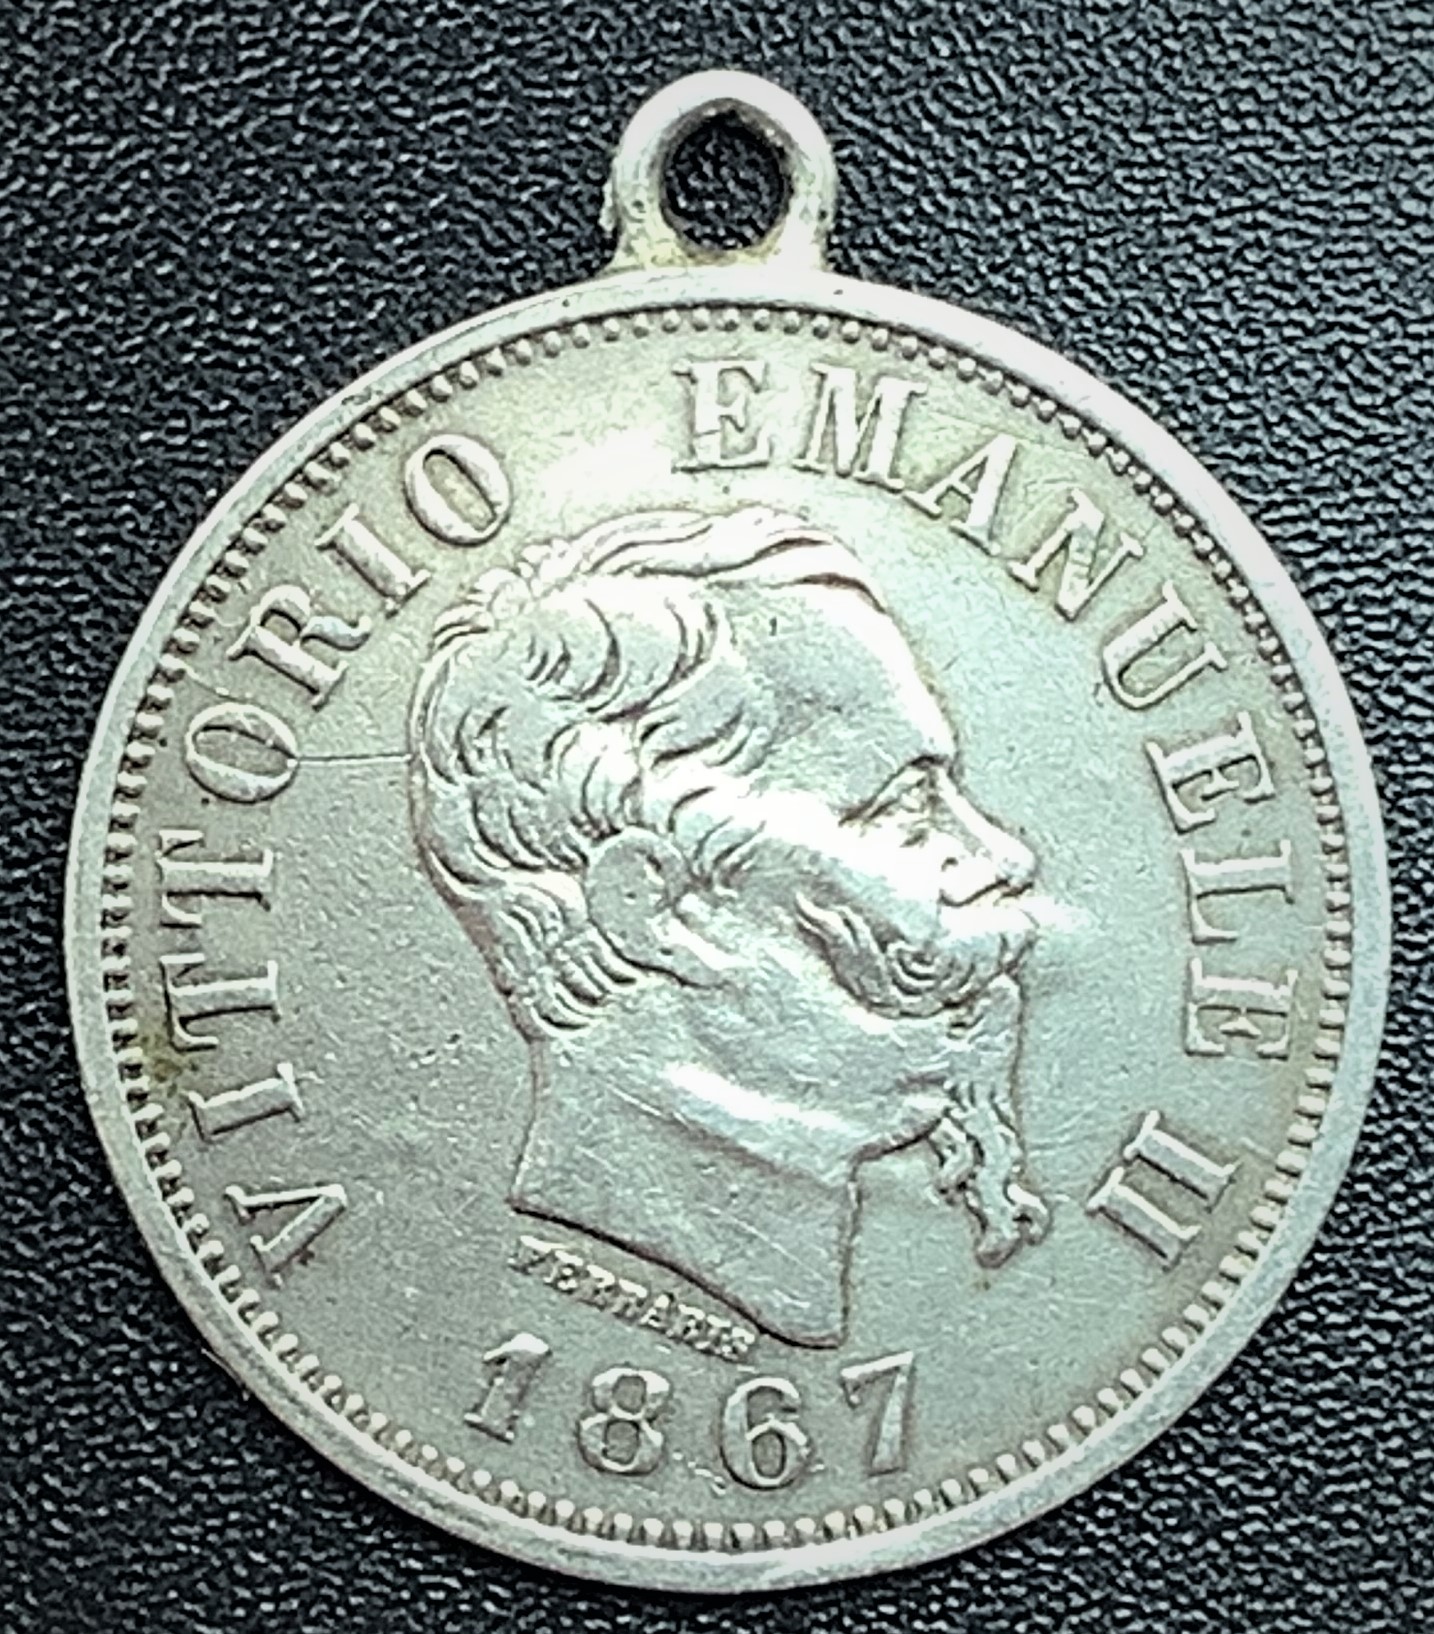 VITTORIO EMANUELE II
FERRARIS
1867